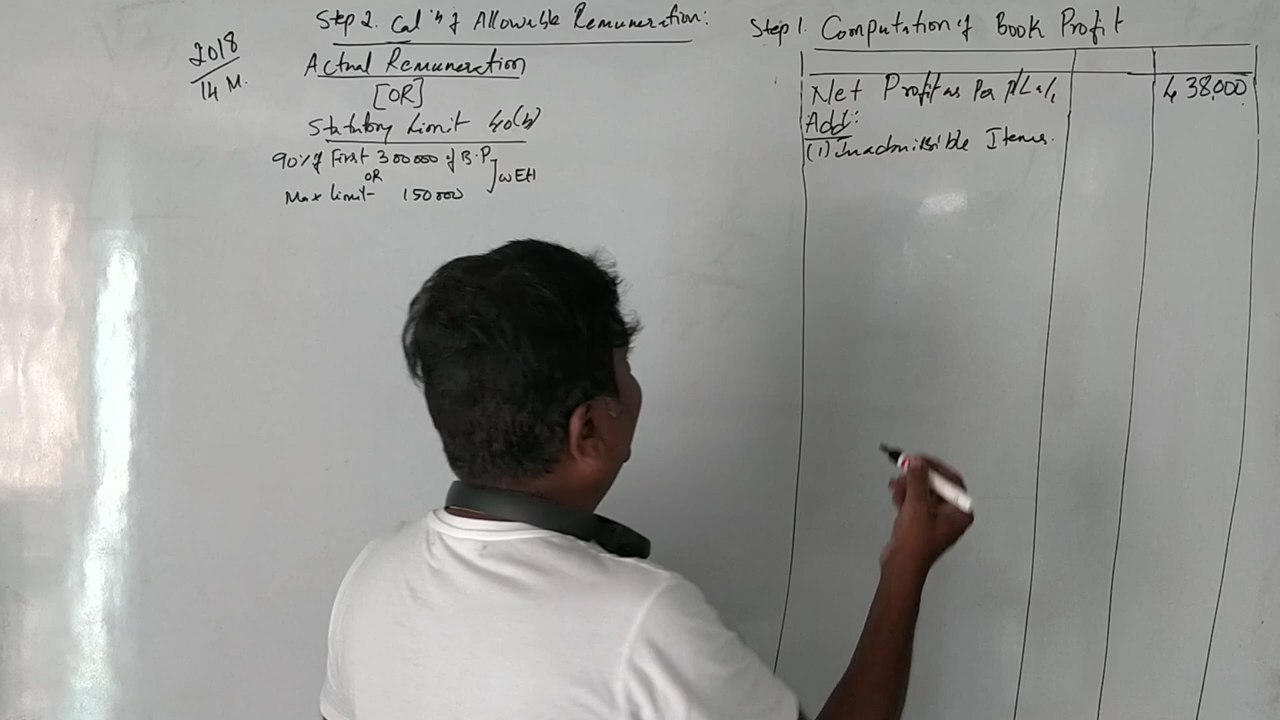 2018
14 M.
Step 2. Cal"n of Allowable Remuneration:
Actual Remuneration
[OR]
Statutory Limit 40(b)
90% of First 300000 of B.P
OR
Max limit- 150000
w E H
Step 1. Computation of Book Profit
Net Profit as Per P/L a/c 4,38,000
Add:
(1) Inadmissible Items.